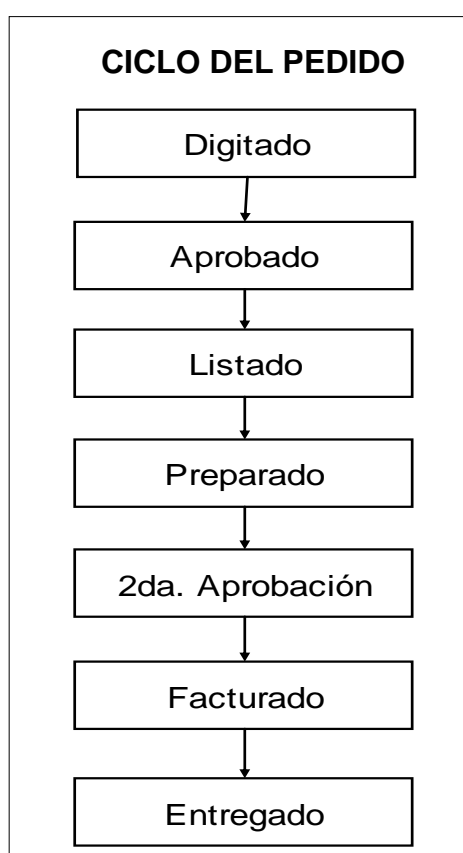 CICLO DEL PEDIDO
Digitado
Aprobado
Listado
Preparado
2da. Aprobación
Facturado
Entregado